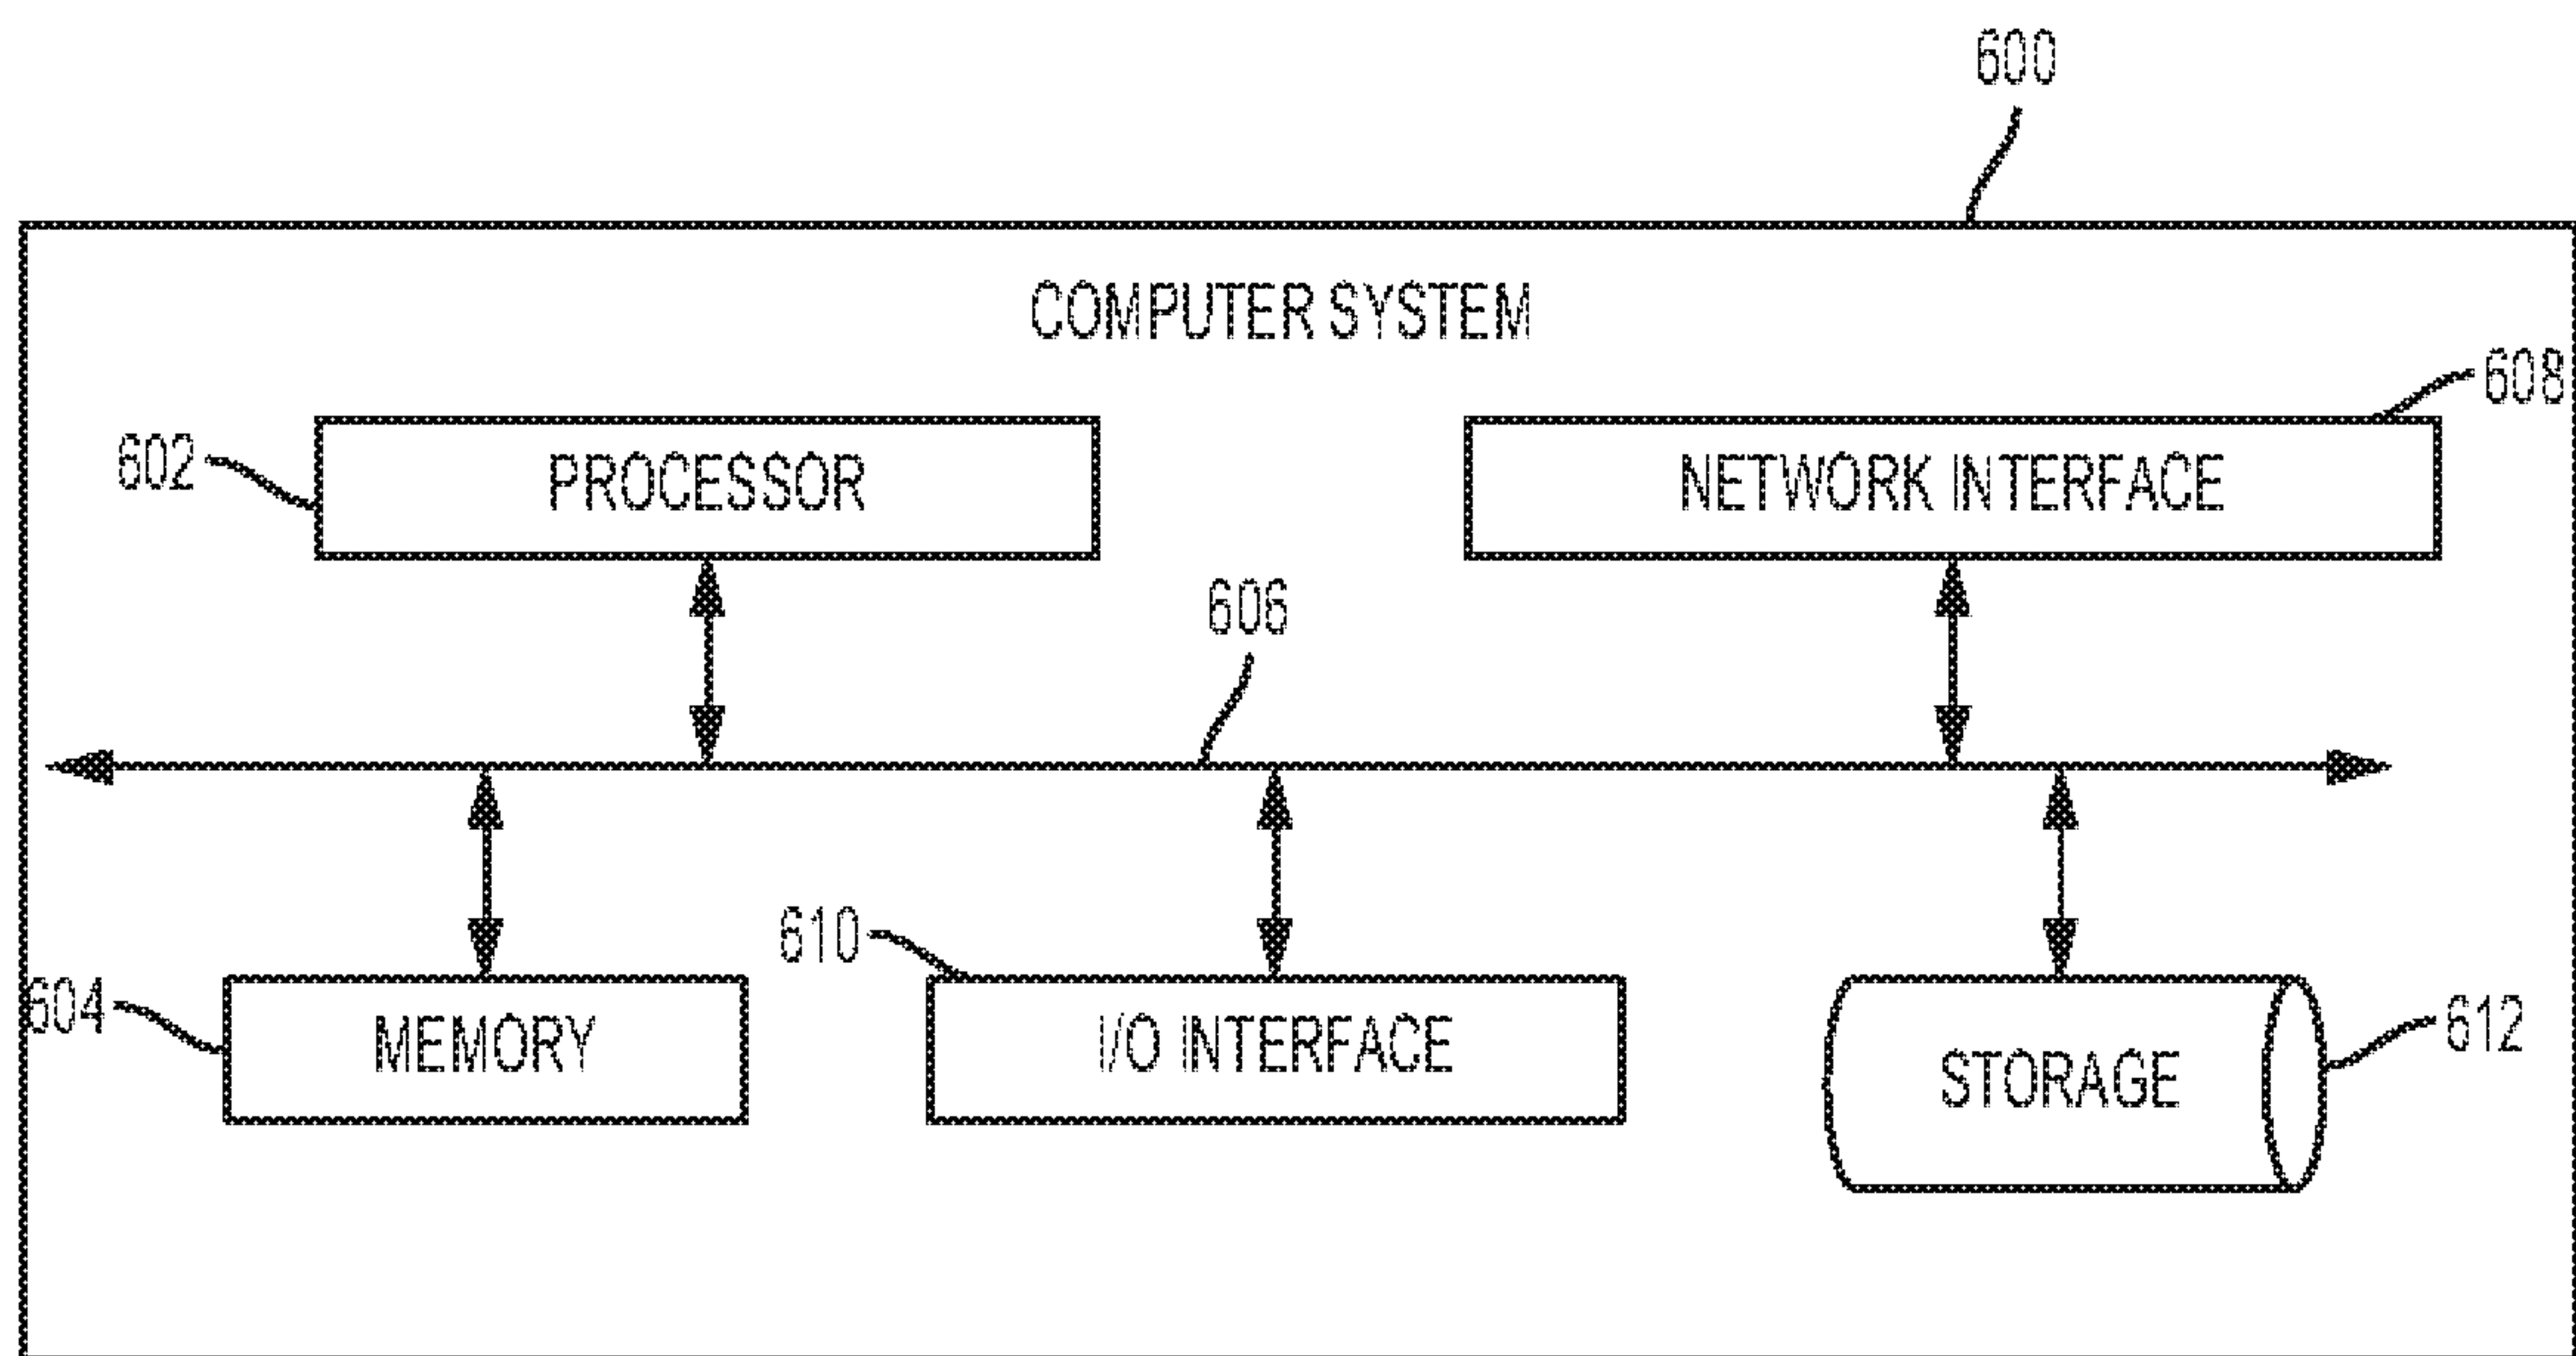 600
COMPUTER SYSTEM
608
602
PROCESSOR
NETWORK INTERFACE
606
610
604
MEMORY
I/O INTERFACE
STORAGE
612